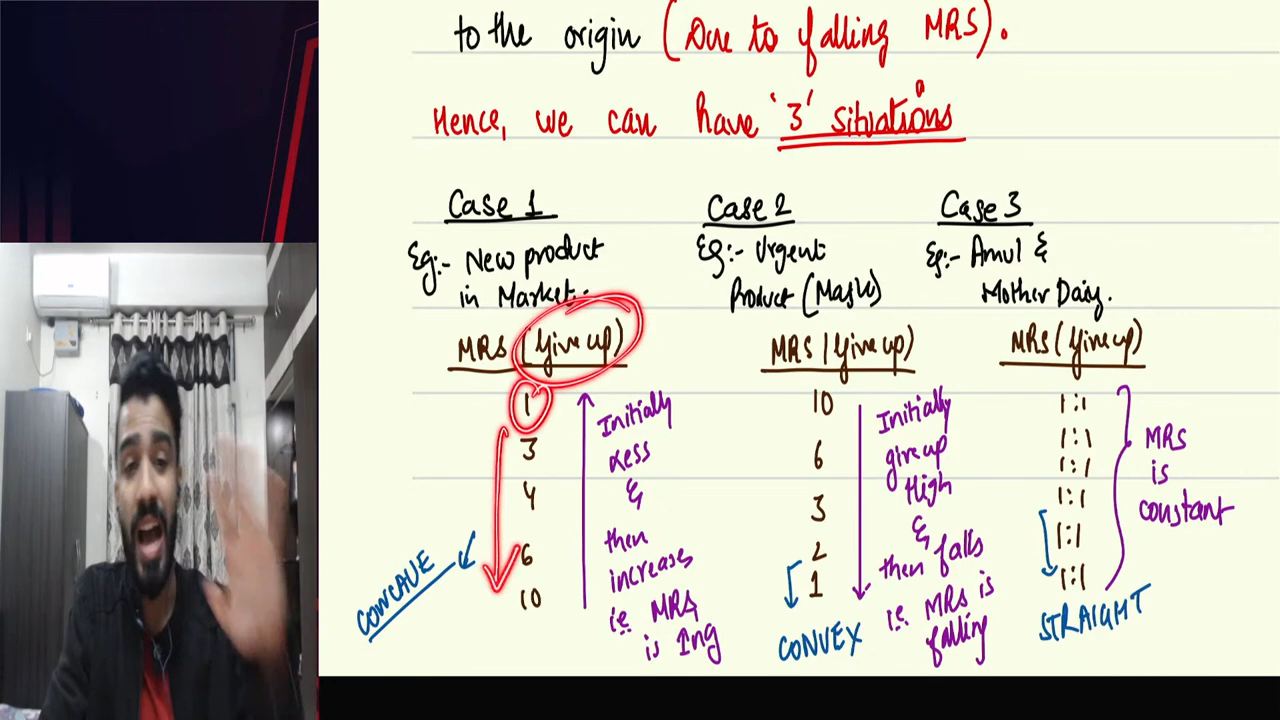 to the origin (Due to falling MRS).
Hence, we can have '3' situations
Case 1
Eg:- New product
in Market.
MRS (Give up)
1
3
4
6
10
Initially
Less
&
then
increases
i.e MRS
is Ing
CONCAVE
Case 2
Eg:- Urgent
Product (Mask)
MRS (Give up)
10
6
3
2
1
Initially
give up
High
&
then falls
i.e. MRS is
falling
CONVEX
Case 3
Eg:- Amul &
Mother Dairy.
MRS (Give up)
1:1
1:1
1:1
1:1
1:1
1:1
MRS
is
constant
STRAIGHT